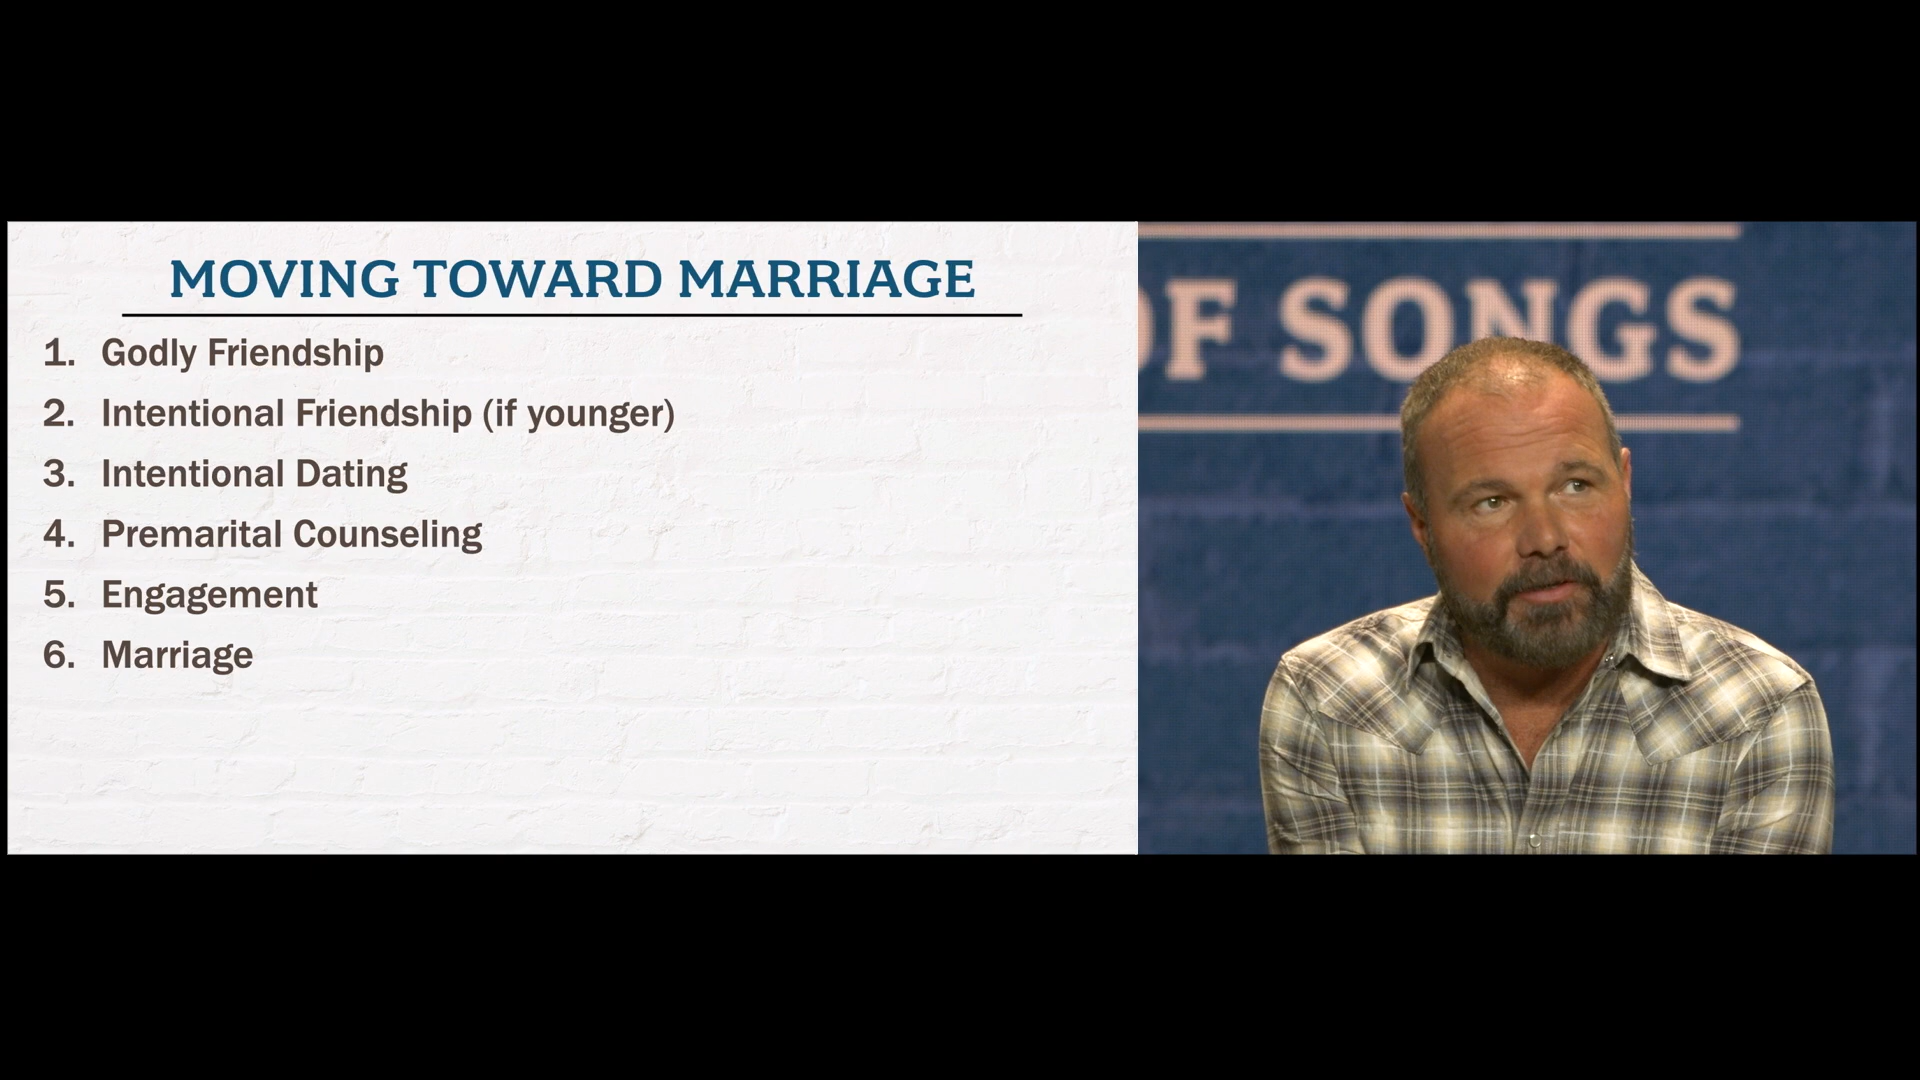 MOVING TOWARD MARRIAGE
1. Godly Friendship
2. Intentional Friendship (if younger)
3. Intentional Dating
4. Premarital Counseling
5. Engagement
6. Marriage
OF SONGS